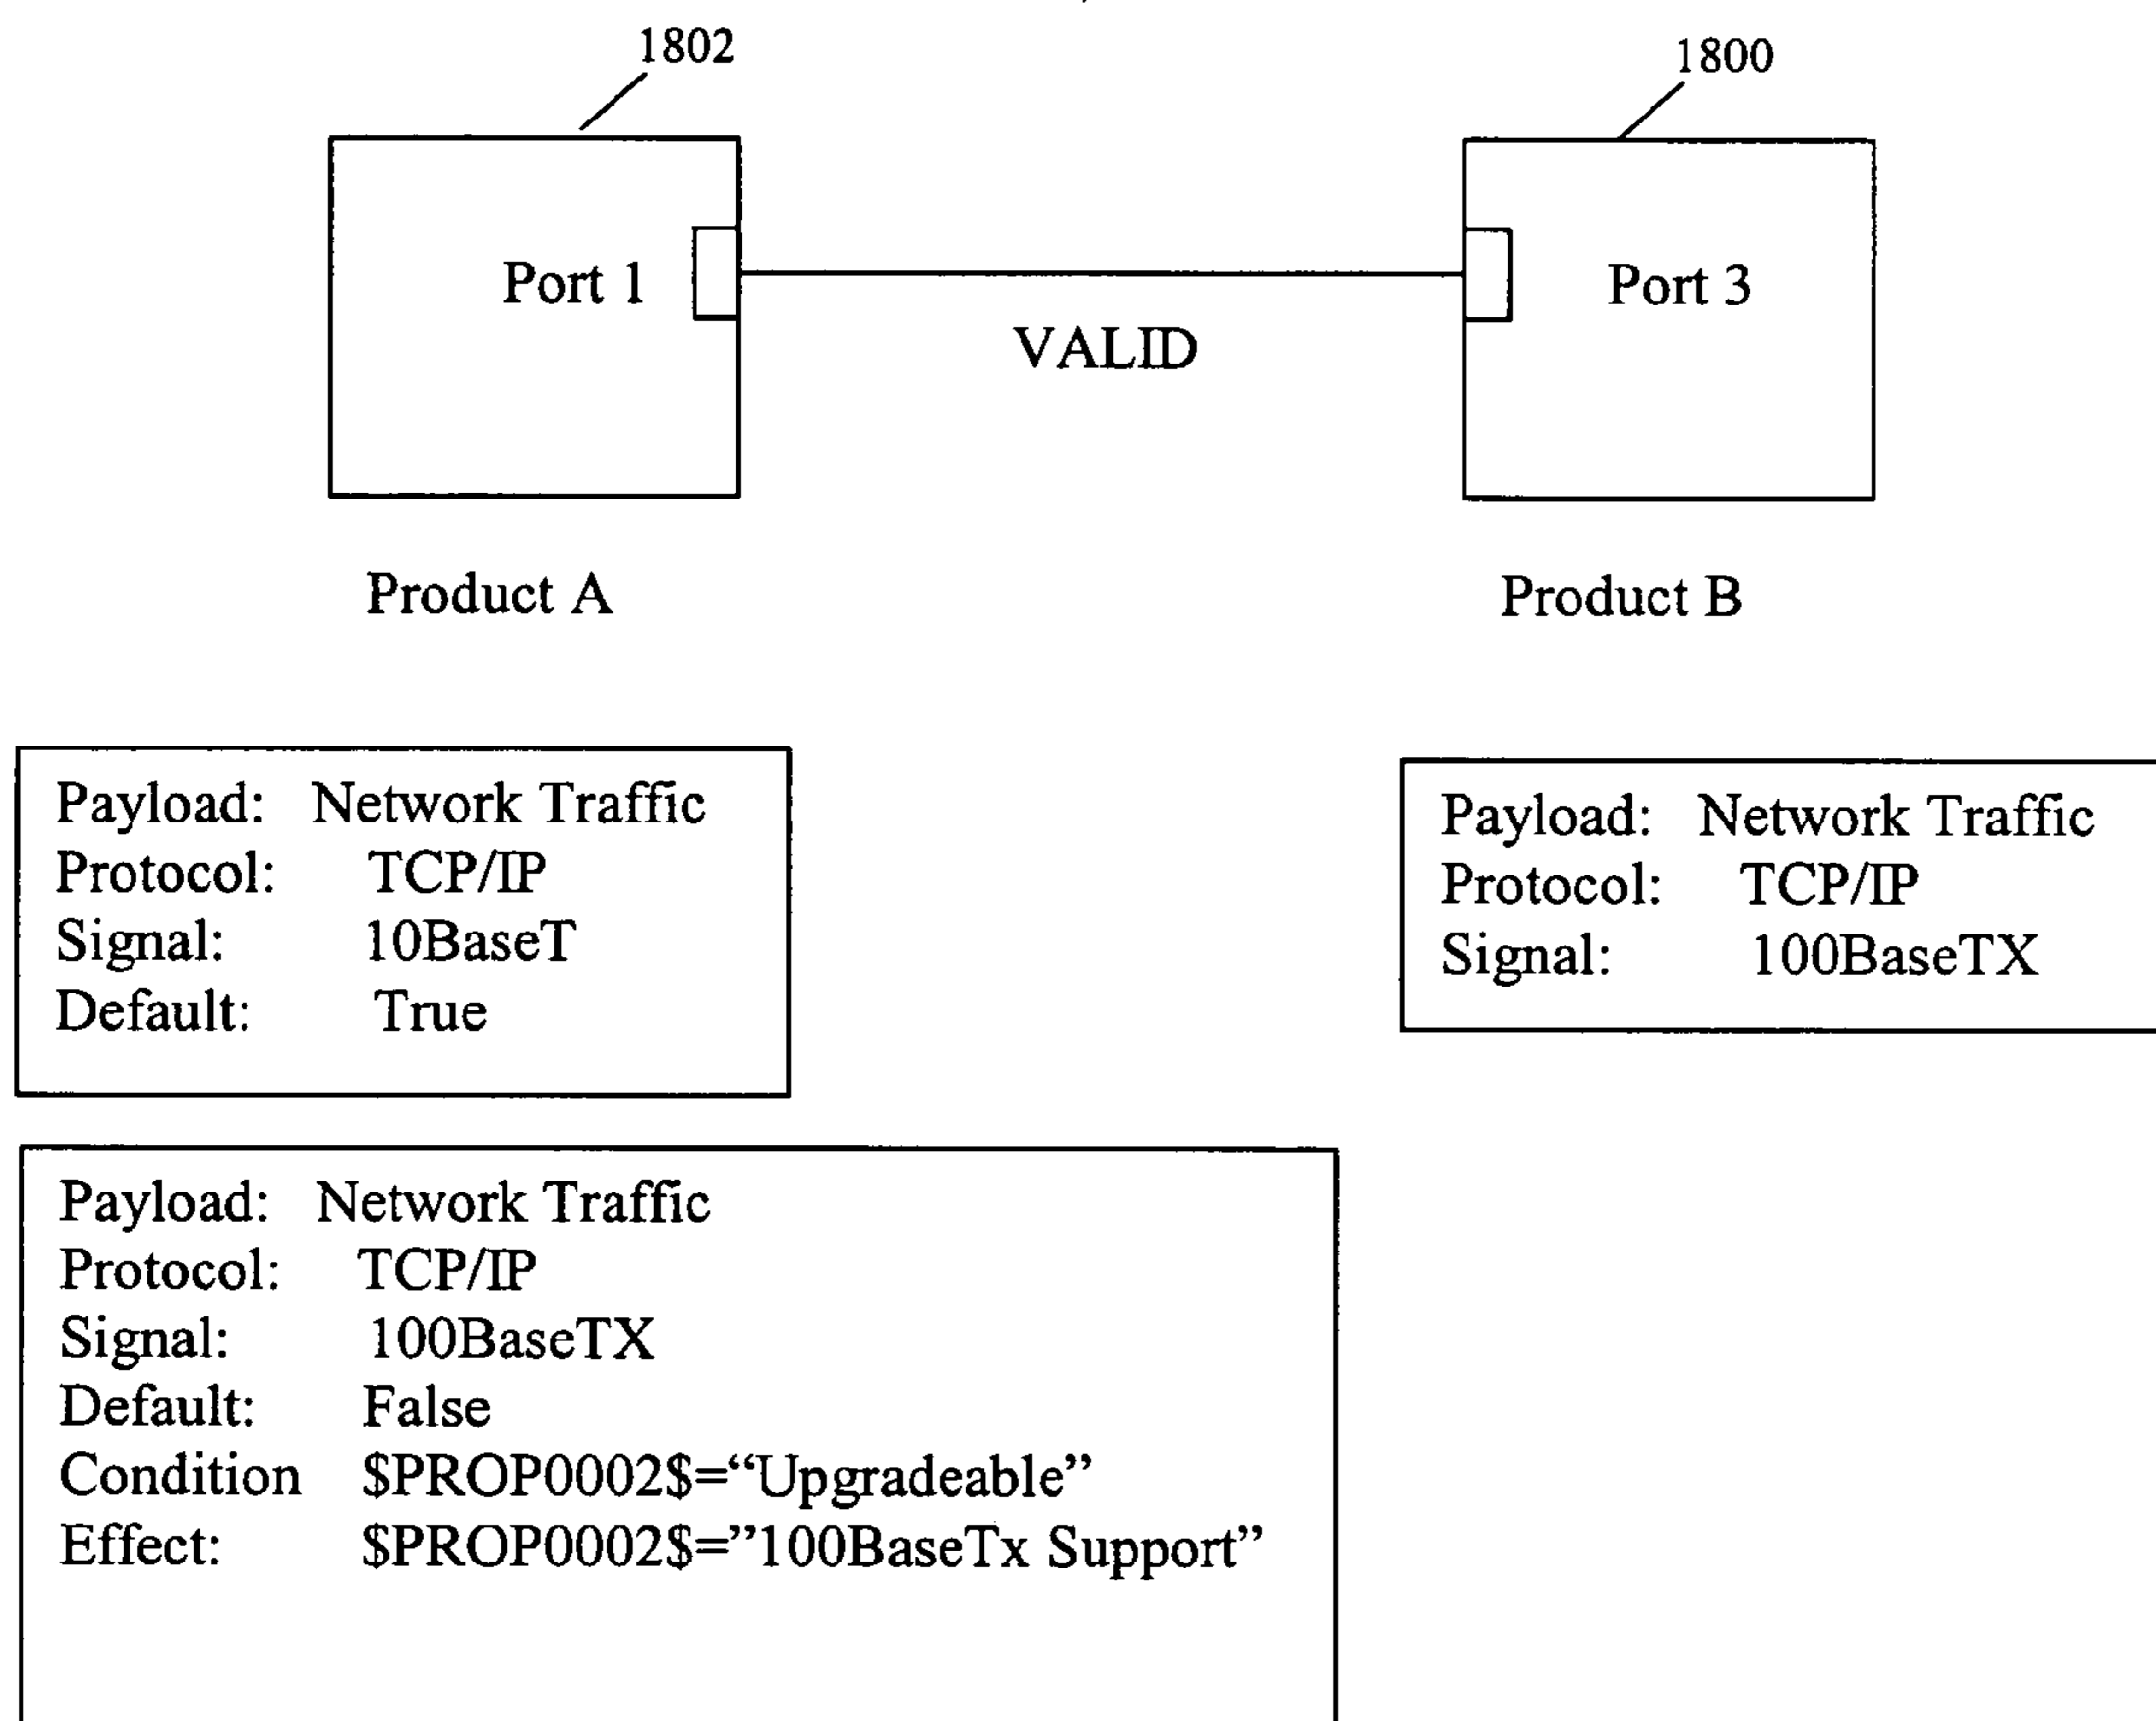 1802
1800
Port 1
Port 3
VALID
Product A
Product B
Payload: Network Traffic
Protocol: TCP/IP
Signal: 10BaseT
Default: True
Payload: Network Traffic
Protocol: TCP/IP
Signal: 100BaseTX
Payload: Network Traffic
Protocol: TCP/IP
Signal: 100BaseTX
Default: False
Condition $PROP0002$=“Upgradeable”
Effect: $PROP0002$=”100BaseTx Support”